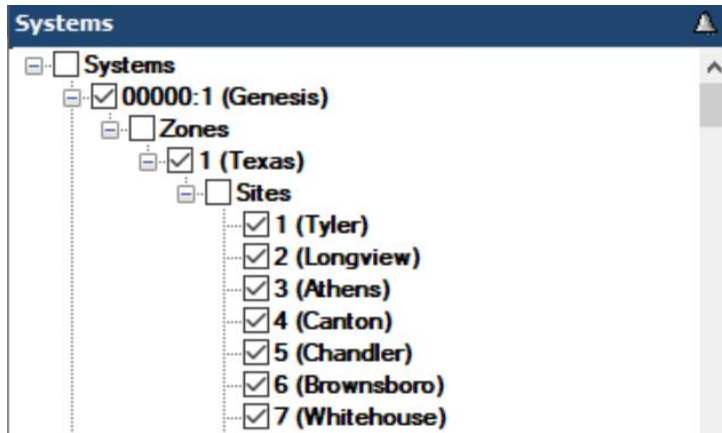 Systems
Systems
00000:1 (Genesis)
Zones
1 (Texas)
Sites
1 (Tyler)
2 (Longview)
3 (Athens)
4 (Canton)
5 (Chandler)
6 (Brownsboro)
7 (Whitehouse)